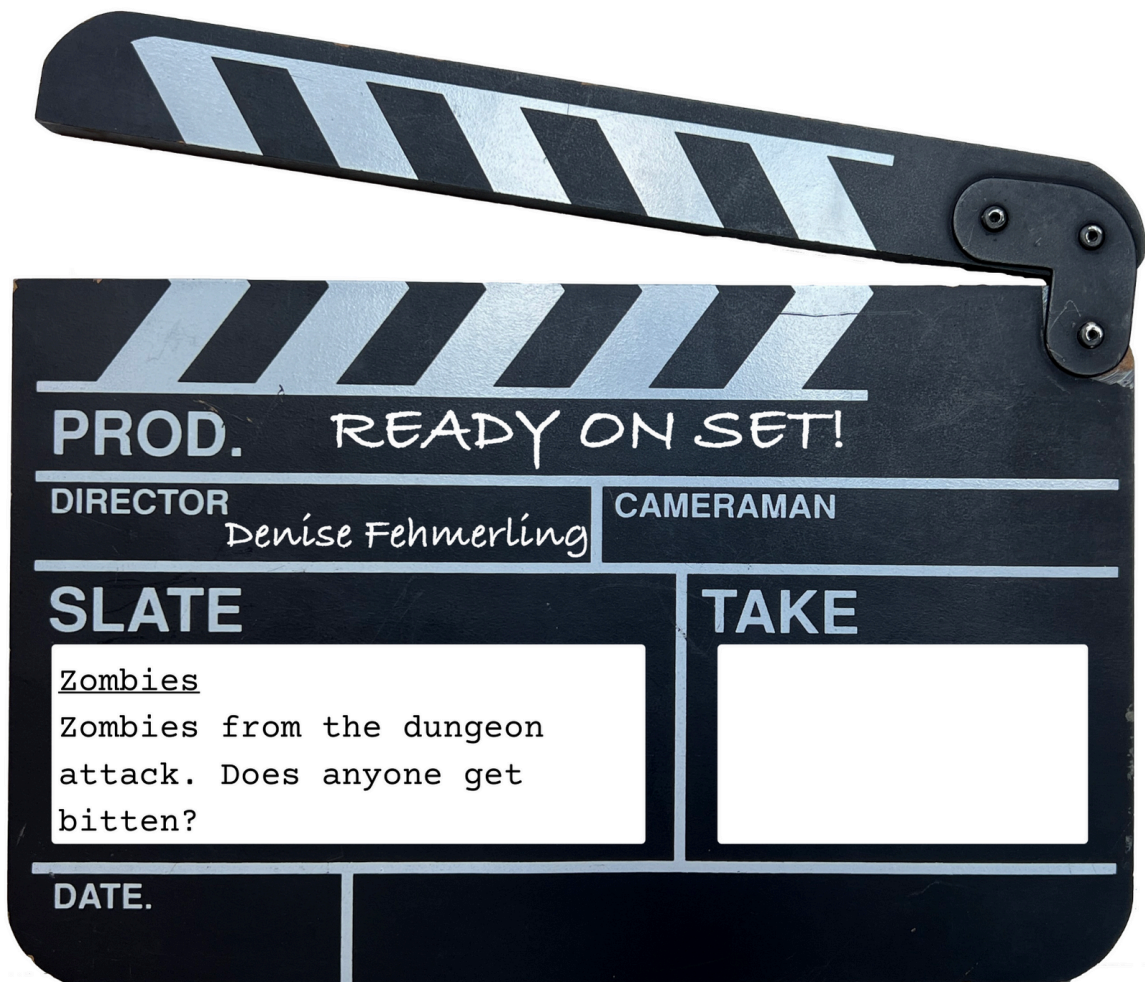 PROD. READY ON SET!
DIRECTOR
Denise Fehmerling
CAMERAMAN
SLATE
Zombies
Zombies from the dungeon
attack. Does anyone get
bitten?
TAKE
DATE.